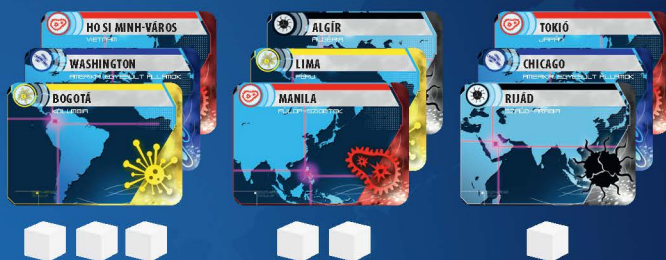 HO SI MINH-VÁROS
VIETNAM
WASHINGTON
AMERIKAI EGYESÜLT ÁLLAMOK
BOGOTÁ
KOLUMBIA
ALGÍR
ALGÉRIA
LIMA
PERU
MANILA
FÜLÖP-SZIGETEK
TOKIÓ
JAPÁN
CHICAGO
AMERIKAI EGYESÜLT ÁLLAMOK
RIJÁD
SZAÚD-ARÁBIA